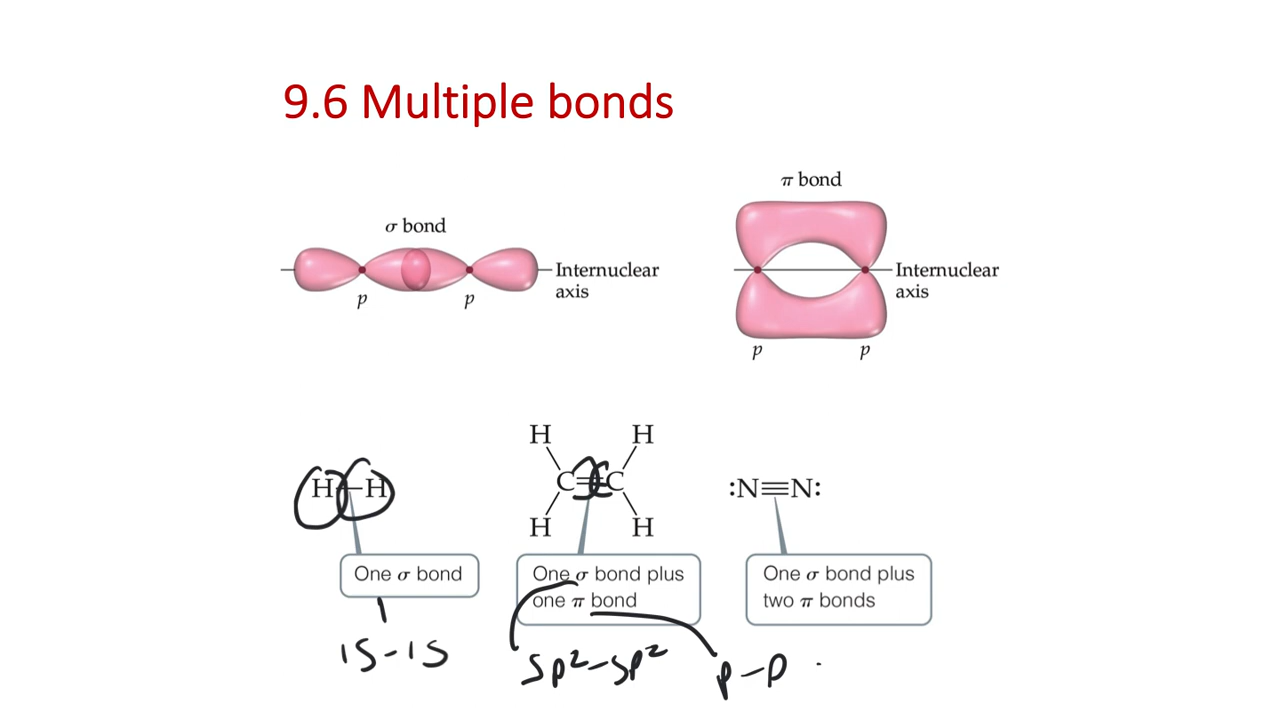 9.6 Multiple bonds
π bond
σ bond
Internuclear
axis
p
p
Internuclear
axis
p
p
H
H
H–H
C=C
:N≡N:
H
H
One σ bond
One σ bond plus
one π bond
One σ bond plus
two π bonds
1S-1S
Sp²-Sp²
p-p